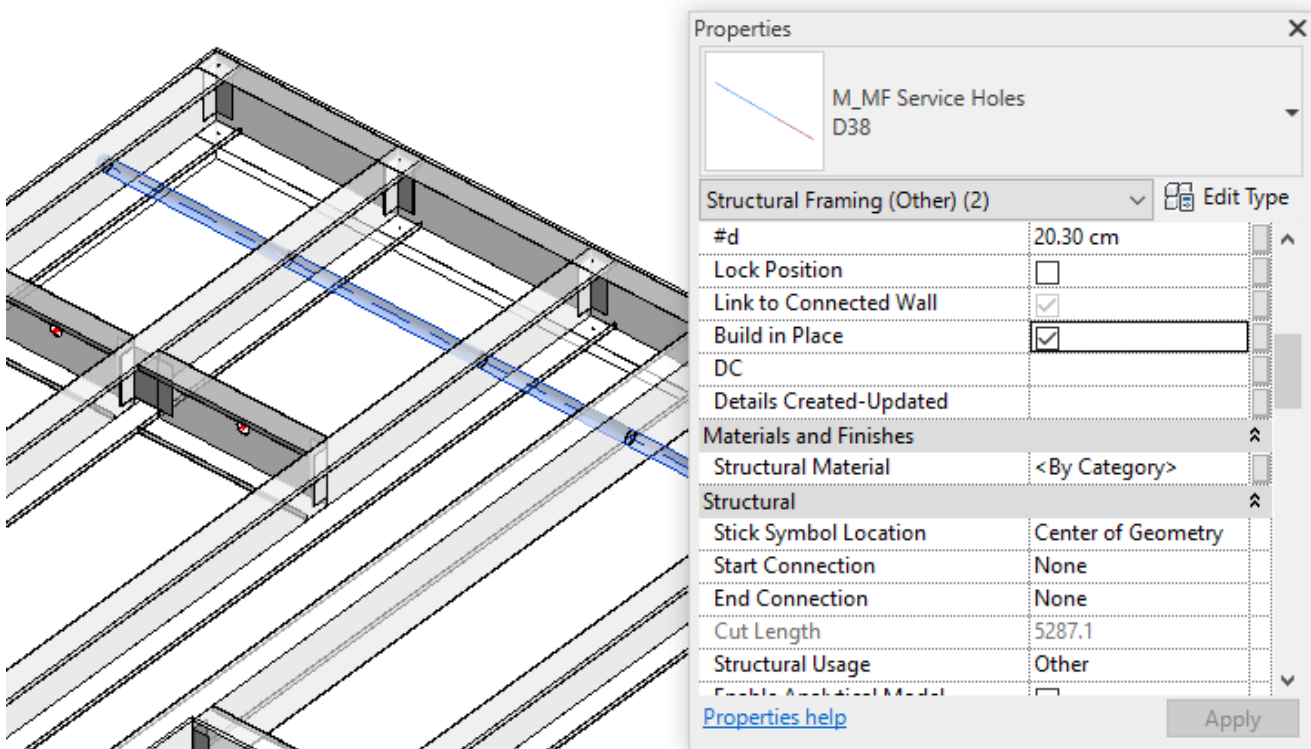 Properties
M_MF Service Holes
D38
Structural Framing (Other) (2)
Edit Type
#d 20.30 cm
Lock Position
Link to Connected Wall
Build in Place
DC
Details Created-Updated
Materials and Finishes
Structural Material <By Category>
Structural
Stick Symbol Location Center of Geometry
Start Connection None
End Connection None
Cut Length 5287.1
Structural Usage Other
Enable Analytical Model
Properties help
Apply